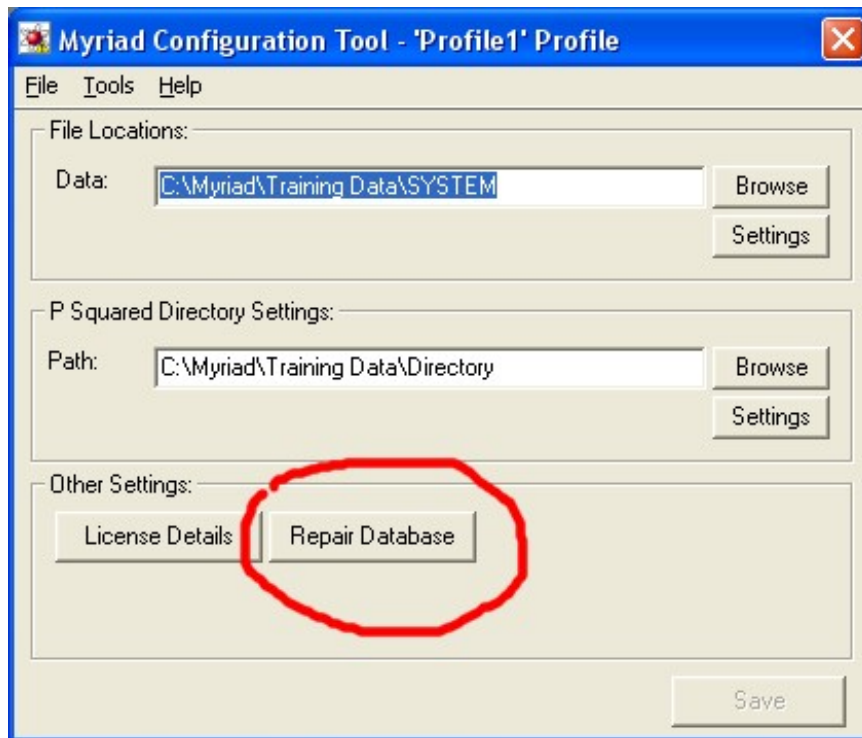 Myriad Configuration Tool - 'Profile1' Profile
File Tools Help
File Locations:
Data: C:\Myriad\Training Data\SYSTEM Browse
Settings
P Squared Directory Settings:
Path: C:\Myriad\Training Data\Directory Browse
Settings
Other Settings:
License Details Repair Database
Save